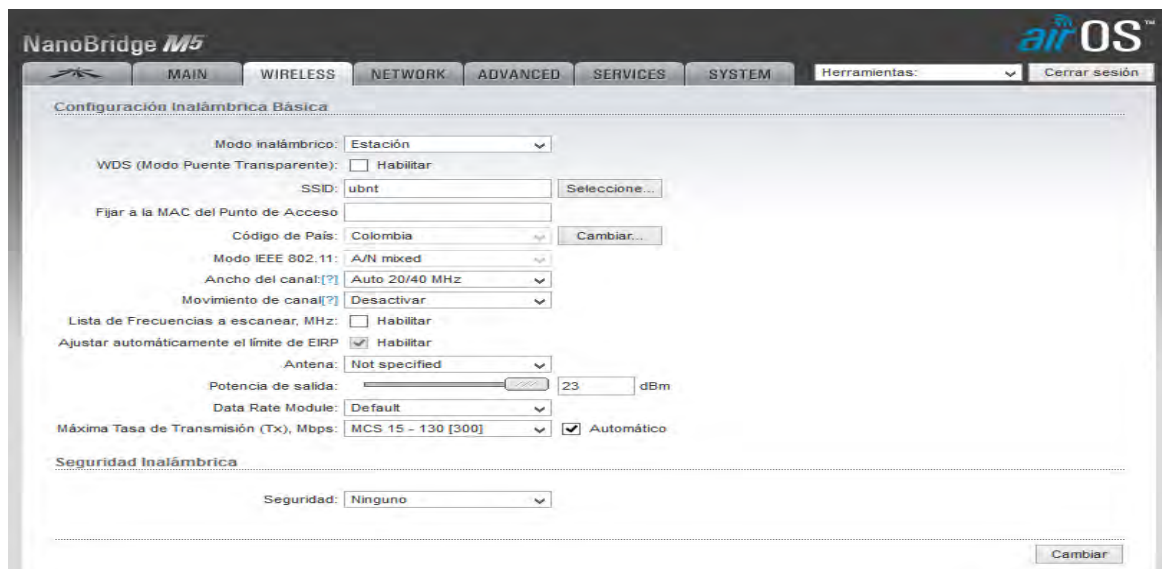 NanoBridge M5
airOS™
MAIN WIRELESS NETWORK ADVANCED SERVICES SYSTEM Herramientas: Cerrar sesión
Configuración Inalámbrica Básica
Modo inalámbrico: Estación
WDS (Modo Puente Transparente): Habilitar
SSID: ubnt Seleccione...
Fijar a la MAC del Punto de Acceso
Código de País: Colombia Cambiar...
Modo IEEE 802.11: A/N mixed
Ancho del canal:[?] Auto 20/40 MHz
Movimiento de canal[?] Desactivar
Lista de Frecuencias a escanear, MHz: Habilitar
Ajustar automáticamente el límite de EIRP Habilitar
Antena: Not specified
Potencia de salida: 23 dBm
Data Rate Module: Default
Máxima Tasa de Transmisión (Tx), Mbps: MCS 15 - 130 [300] Automático
Seguridad Inalámbrica
Seguridad: Ninguno
Cambiar